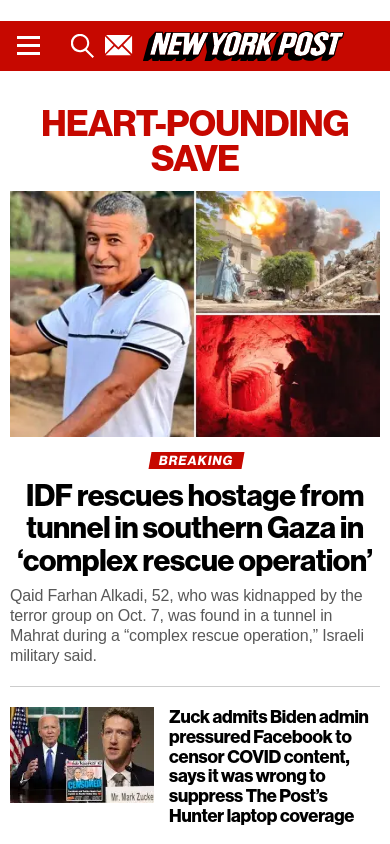 NEW YORK POST
HEART-POUNDING
SAVE
BREAKING
IDF rescues hostage from
tunnel in southern Gaza in
‘complex rescue operation’
Qaid Farhan Alkadi, 52, who was kidnapped by the
terror group on Oct. 7, was found in a tunnel in
Mahrat during a “complex rescue operation,” Israeli
military said.
Zuck admits Biden admin
pressured Facebook to
censor COVID content,
says it was wrong to
suppress The Post’s
Hunter laptop coverage
CENSORED
Mr. Mark Zucke